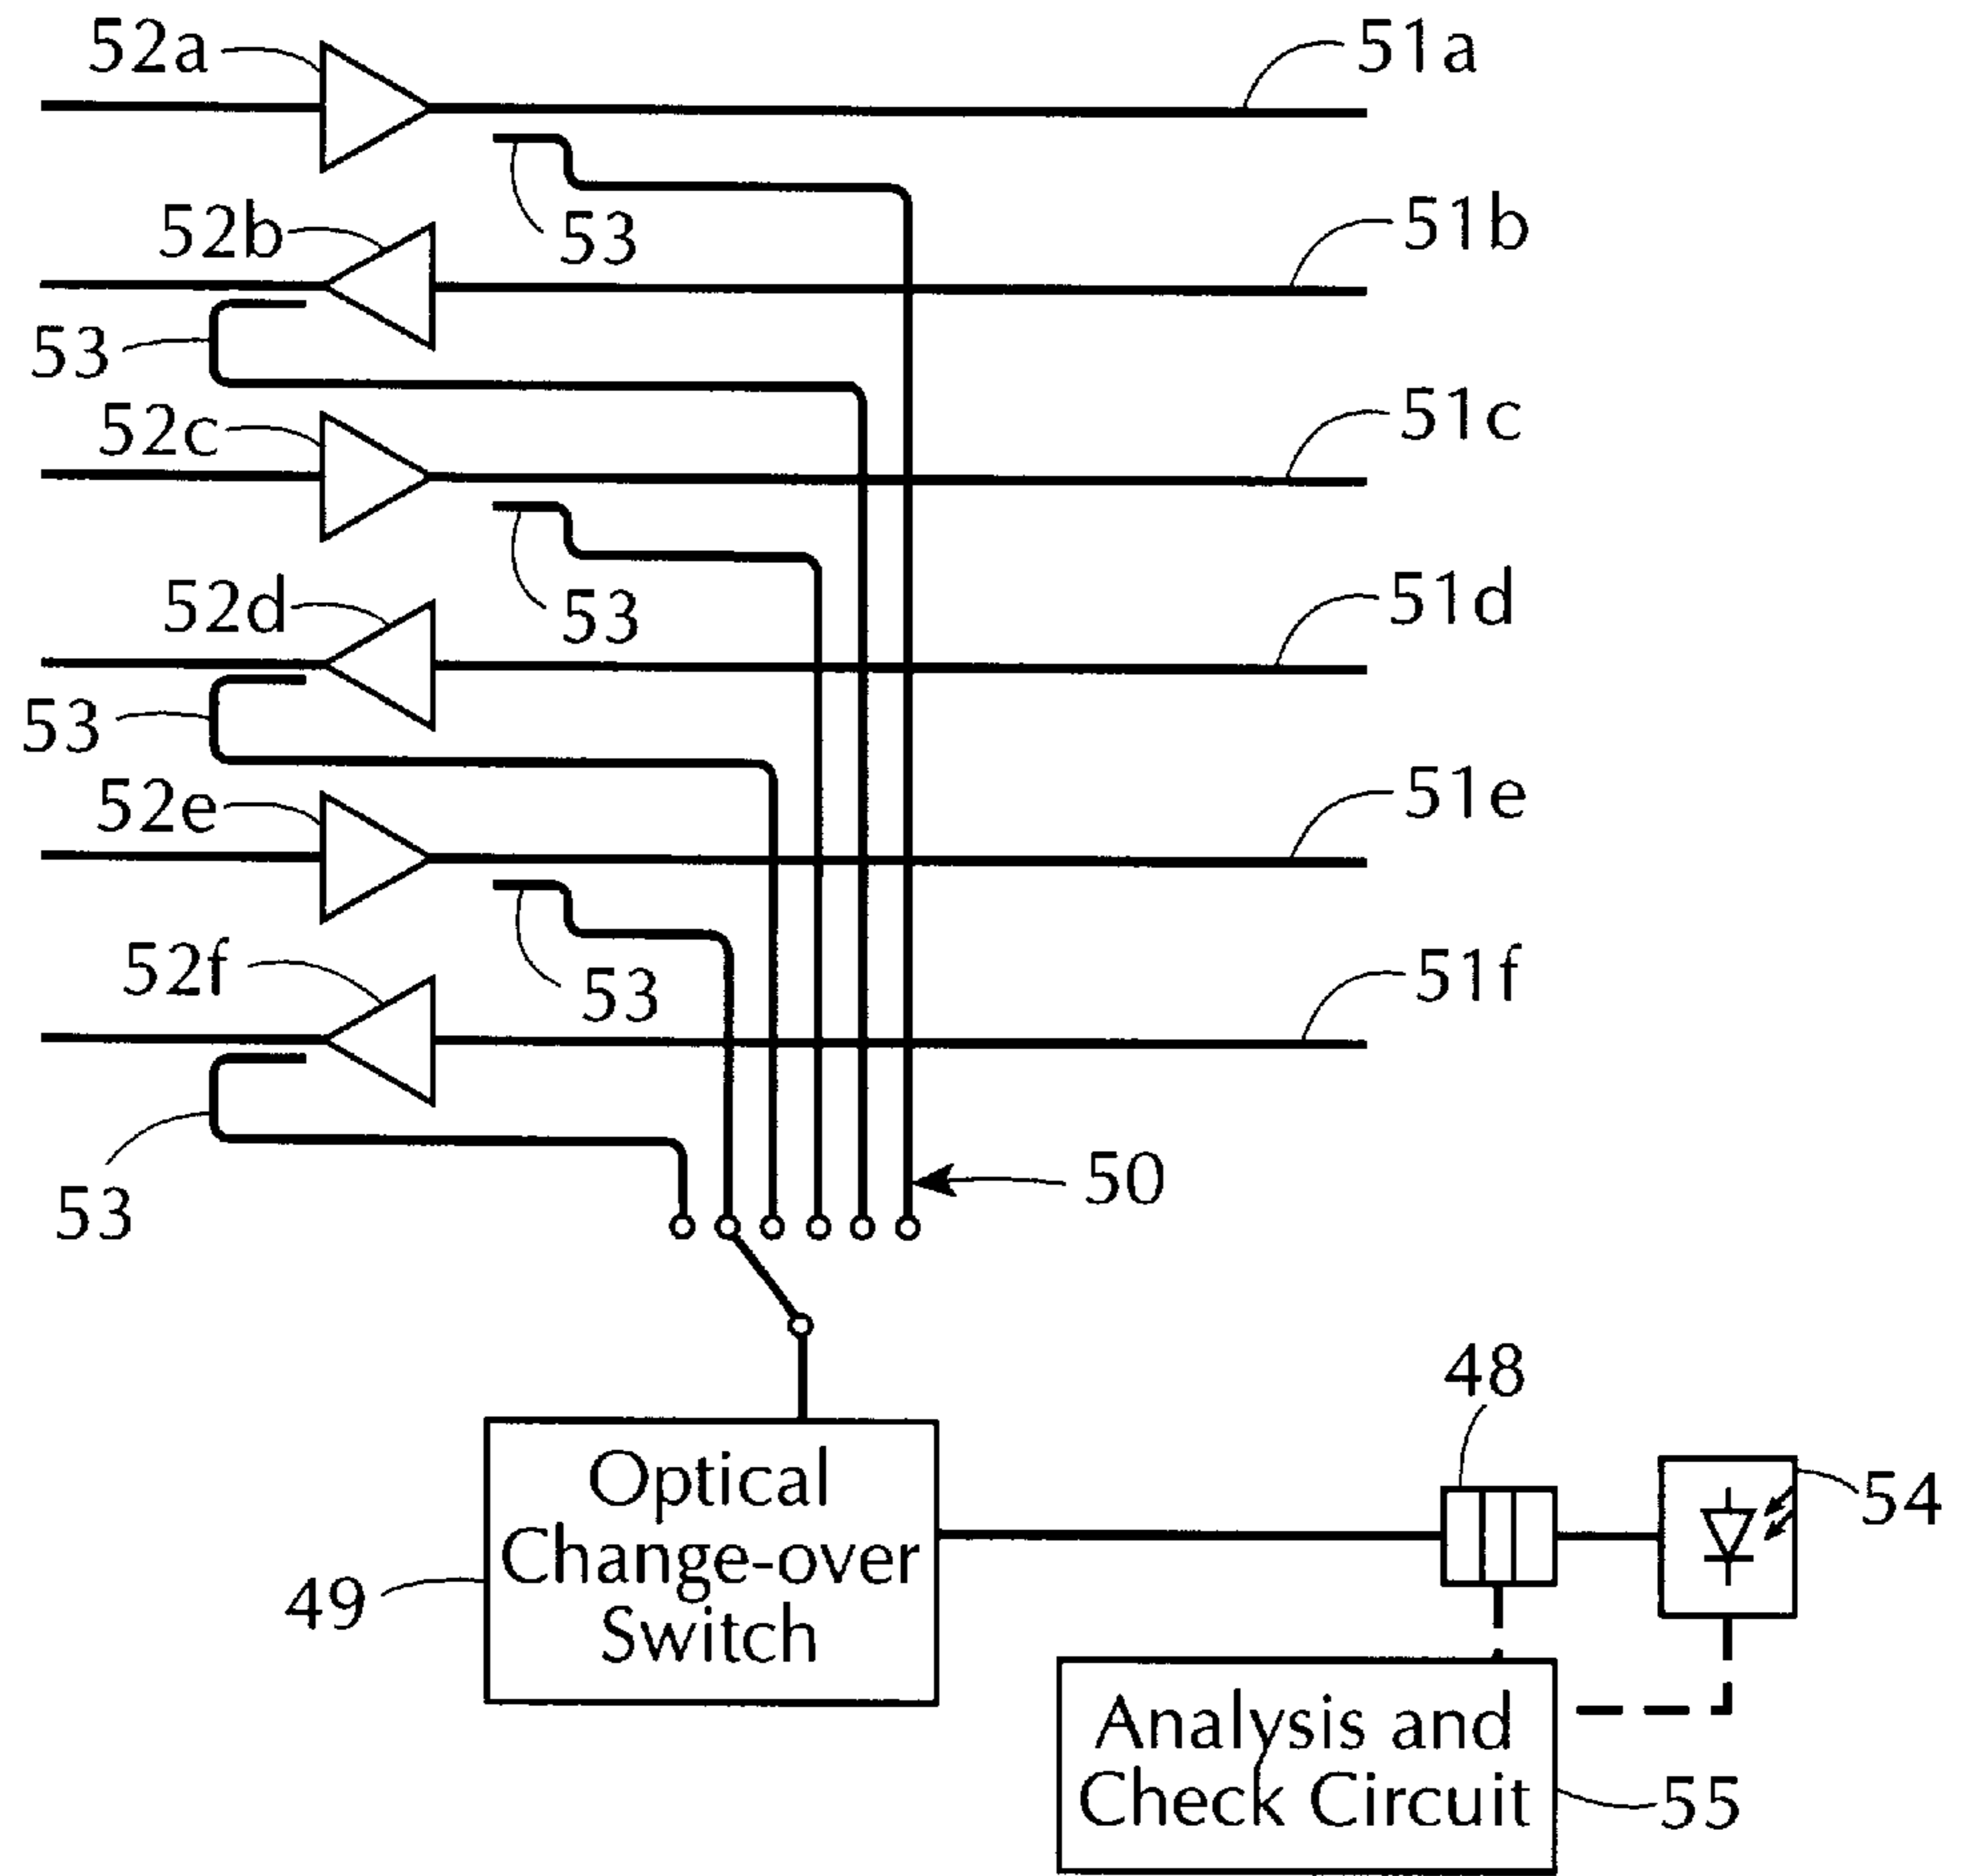 52a
51a
53
52b
51b
53
52c
51c
53
52d
51d
53
52e
51e
53
52f
51f
53
50
48
54
Optical
Change-over
Switch
49
Analysis and
Check Circuit
55